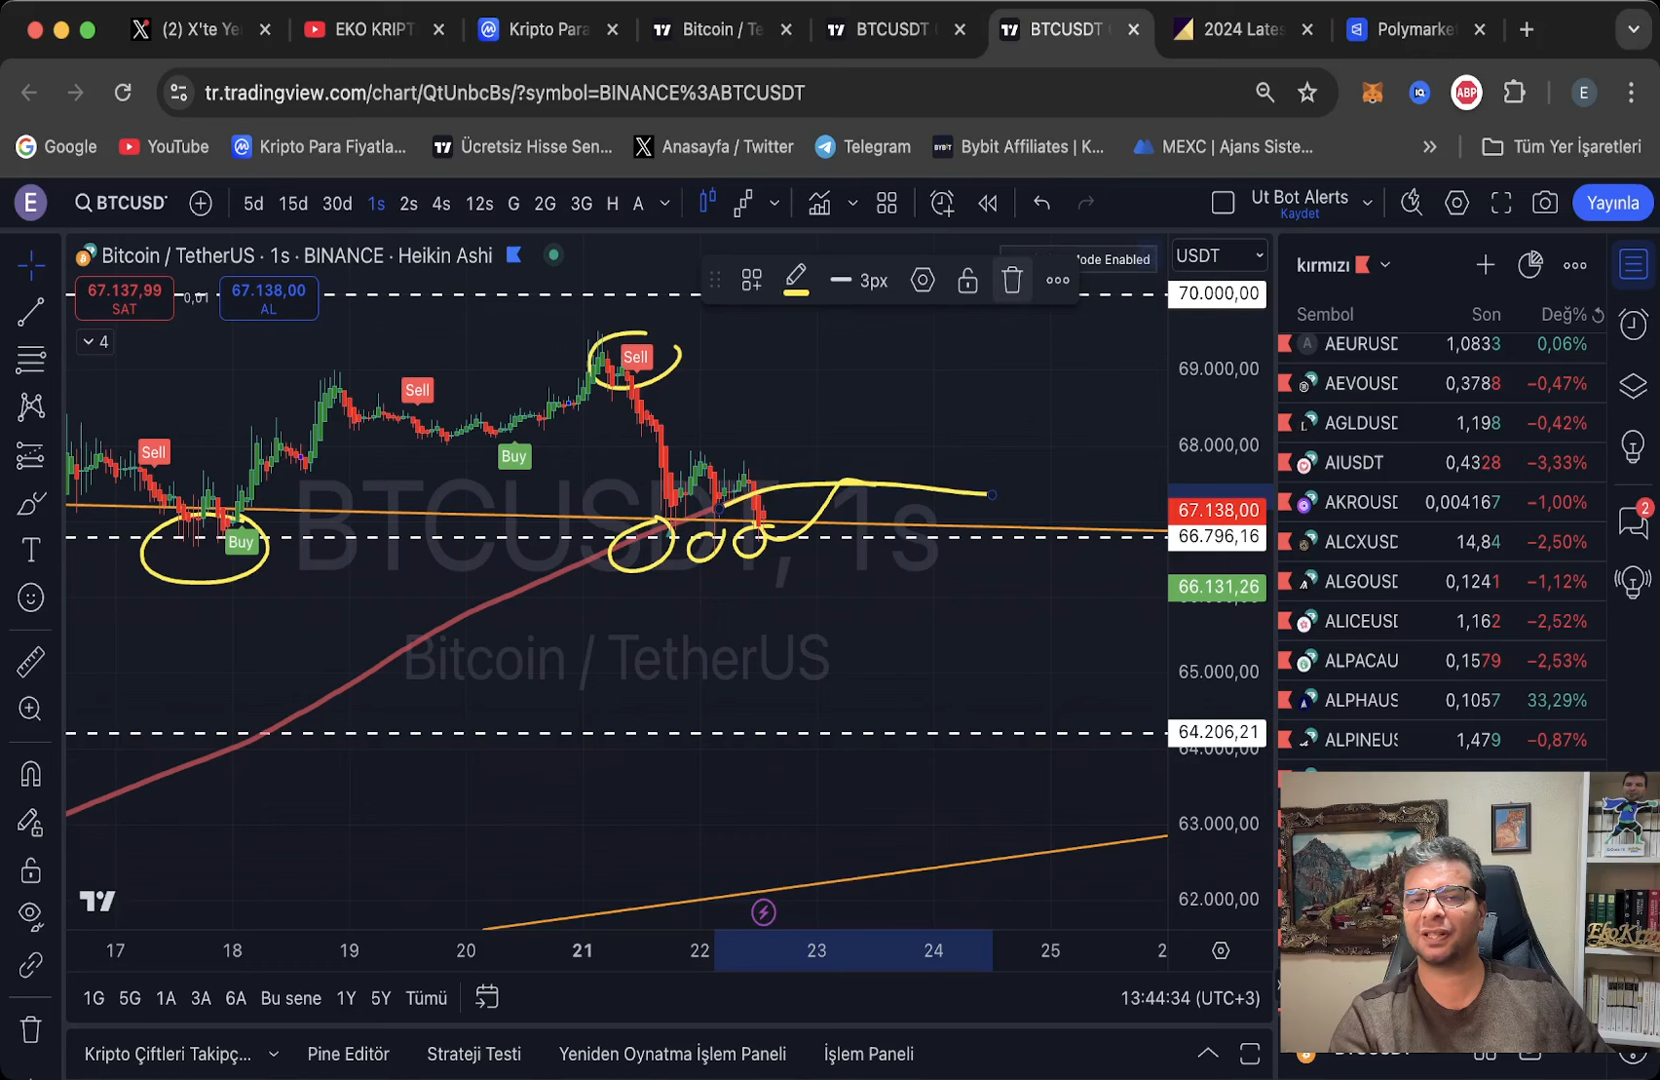 (2) X'te Ye
EKO KRIPT
Kripto Para
Bitcoin / Te
BTCUSDT
BTCUSDT
2024 Lates
Polymarket
tr.tradingview.com/chart/QtUnbcBs/?symbol=BINANCE%3ABTCUSDT
ABP
E
Google
YouTube
Kripto Para Fiyatla...
Ücretsiz Hisse Sen...
Anasayfa / Twitter
Telegram
BYBIT
Bybit Affiliates | K...
MEXC | Ajans Siste...
Tüm Yer İşaretleri
E
BTCUSD
5d 15d 30d 1s 2s 4s 12s G 2G 3G H A
Ut Bot Alerts
Kaydet
Yayınla
Bitcoin / TetherUS · 1s · BINANCE · Heikin Ashi
67.137,99
SAT
0,01
67.138,00
AL
4
Mode Enabled
3px
USDT
Sell
Buy
Sell
Buy
Sell
BTCUSDT, 1s
Bitcoin / TetherUS
70.000,00
69.000,00
68.000,00
67.138,00
66.796,16
66.131,26
65.000,00
64.206,21
64.000,00
63.000,00
62.000,00
17 18 19 20 21 22 23 24 25 2
1G 5G 1A 3A 6A Bu sene 1Y 5Y Tümü
13:44:34 (UTC+3)
Kripto Çiftleri Takipç...
Pine Editör
Strateji Testi
Yeniden Oynatma İşlem Paneli
İşlem Paneli
kırmızı
Sembol Son Değ%
AEURUSD 1,0833 0,06%
AEVOUSD 0,3788 −0,47%
AGLDUSD 1,198 −0,42%
AIUSDT 0,4328 −3,33%
AKROUSD 0,004167 −1,00%
ALCXUSD 14,84 −2,50%
ALGOUSD 0,1241 −1,12%
ALICEUSD 1,162 −2,52%
ALPACAU 0,1579 −2,53%
ALPHAUS 0,1057 33,29%
ALPINEUS 1,479 −0,87%
2
EkoKri